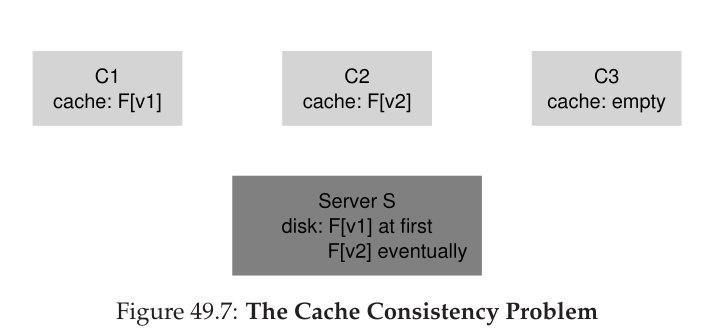 C1
cache: F[v1]
C2
cache: F[v2]
C3
cache: empty
Server S
disk: F[v1] at first
F[v2] eventually
Figure 49.7: The Cache Consistency Problem